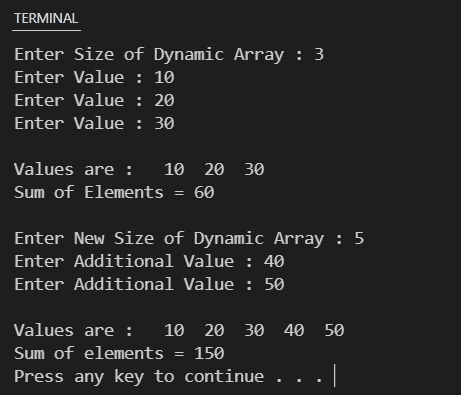 TERMINAL
Enter Size of Dynamic Array : 3
Enter Value : 10
Enter Value : 20
Enter Value : 30
Values are :   10  20  30
Sum of Elements = 60
Enter New Size of Dynamic Array : 5
Enter Additional Value : 40
Enter Additional Value : 50
Values are :   10  20  30  40  50
Sum of elements = 150
Press any key to continue . . .